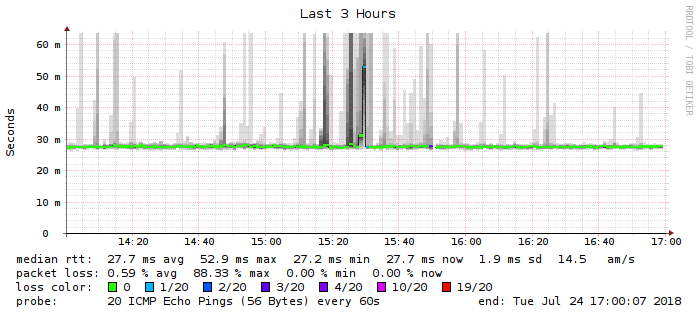 Last 3 Hours
RRDTOOL / TOBI OETIKER
Seconds
60 m
50 m
40 m
30 m
20 m
10 m
0
14:20 14:40 15:00 15:20 15:40 16:00 16:20 16:40 17:00
median rtt: 27.7 ms avg 52.9 ms max 27.2 ms min 27.7 ms now 1.9 ms sd 14.5 am/s
packet loss: 0.59 % avg 88.33 % max 0.00 % min 0.00 % now
loss color: 0 1/20 2/20 3/20 4/20 10/20 19/20
probe: 20 ICMP Echo Pings (56 Bytes) every 60s end: Tue Jul 24 17:00:07 2018